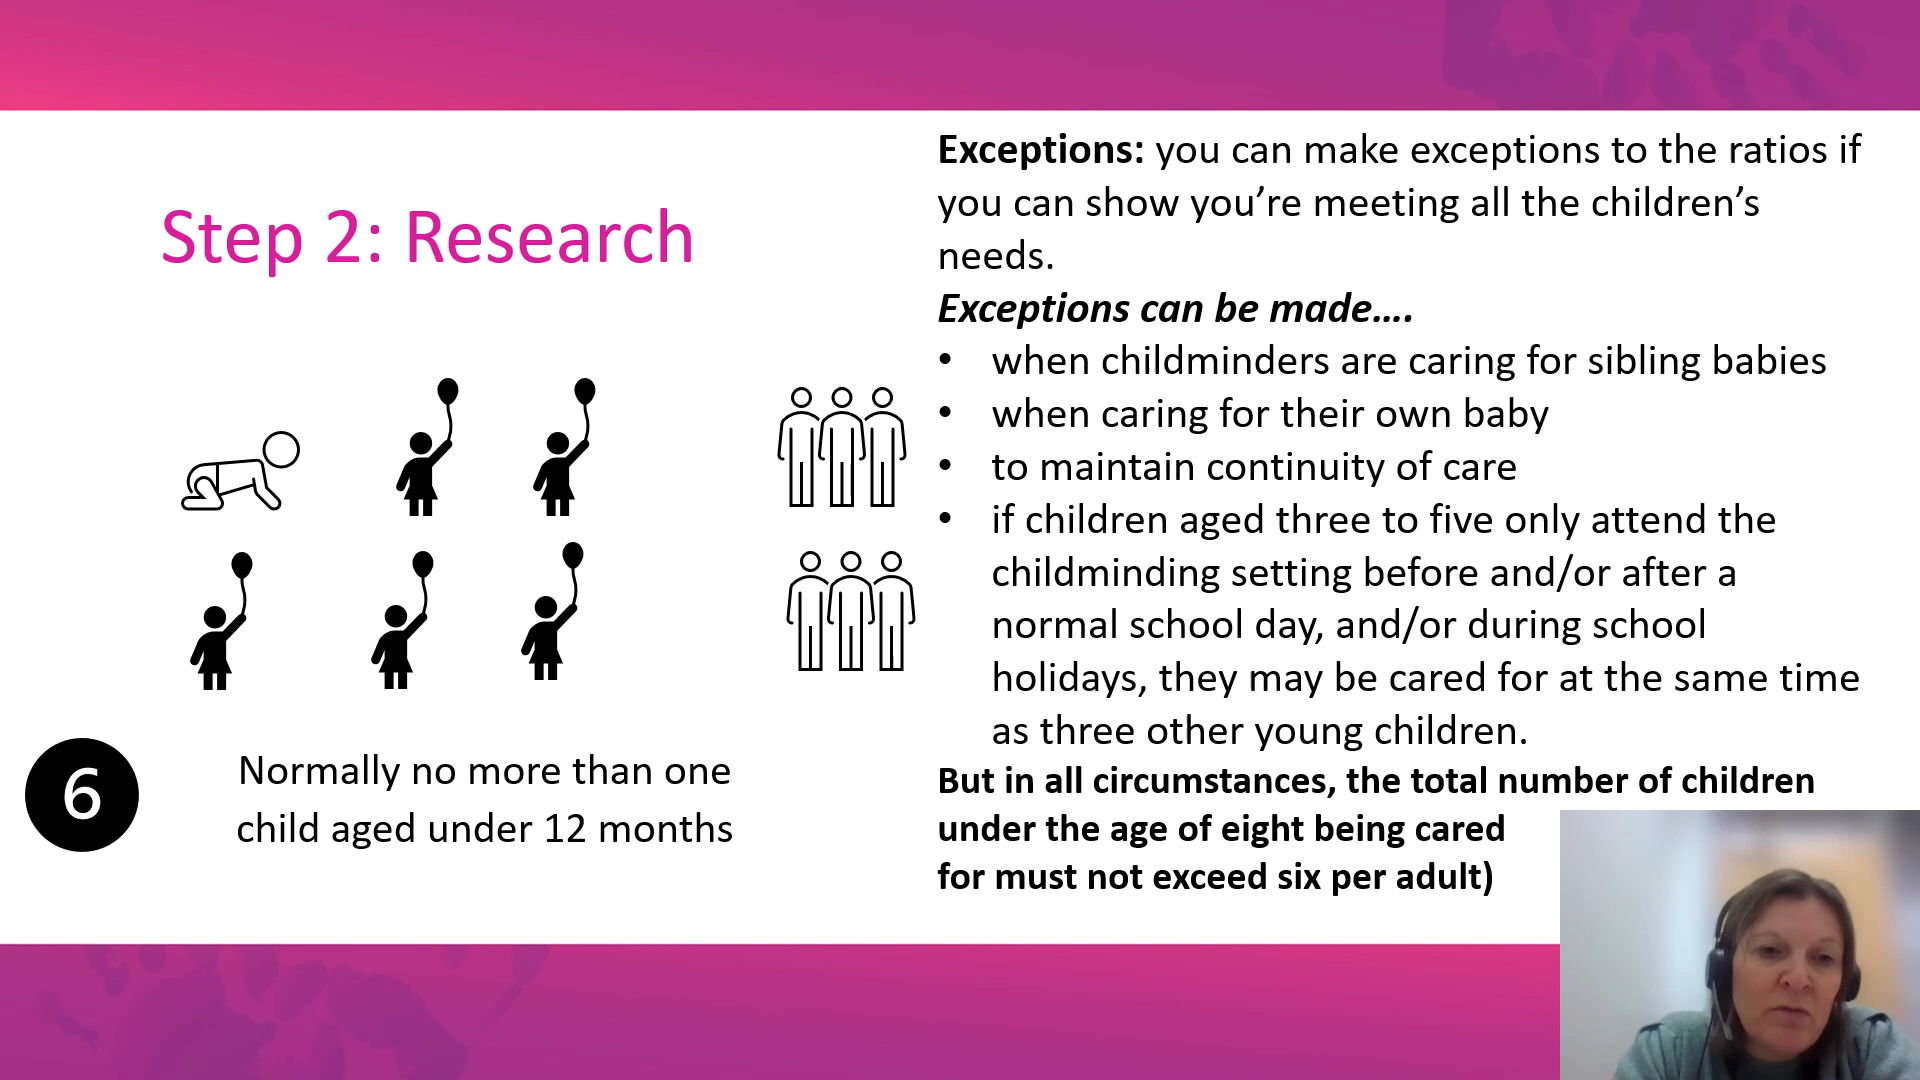 Step 2: Research
6
Normally no more than one
child aged under 12 months
Exceptions: you can make exceptions to the ratios if
you can show you’re meeting all the children’s
needs.
Exceptions can be made….
• when childminders are caring for sibling babies
• when caring for their own baby
• to maintain continuity of care
• if children aged three to five only attend the
childminding setting before and/or after a
normal school day, and/or during school
holidays, they may be cared for at the same time
as three other young children.
But in all circumstances, the total number of children
under the age of eight being cared
for must not exceed six per adult)